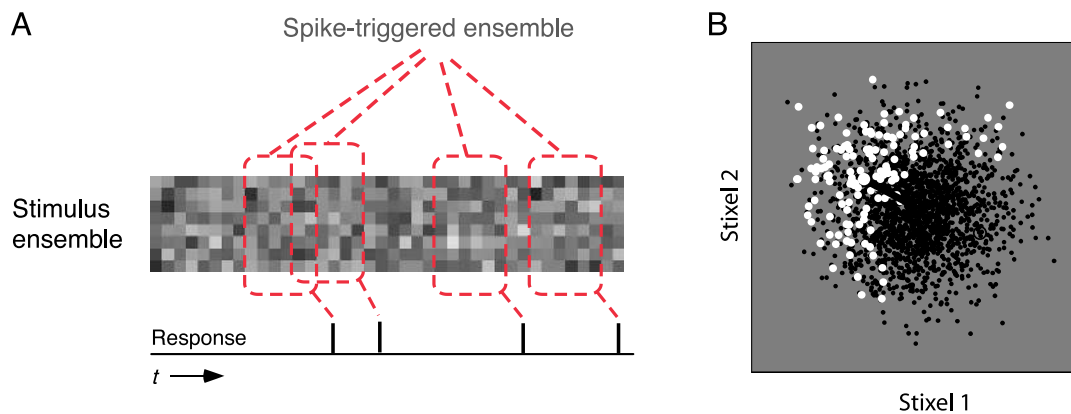 A
Spike-triggered ensemble
Stimulus
ensemble
Response
t
B
Stixel 2
Stixel 1